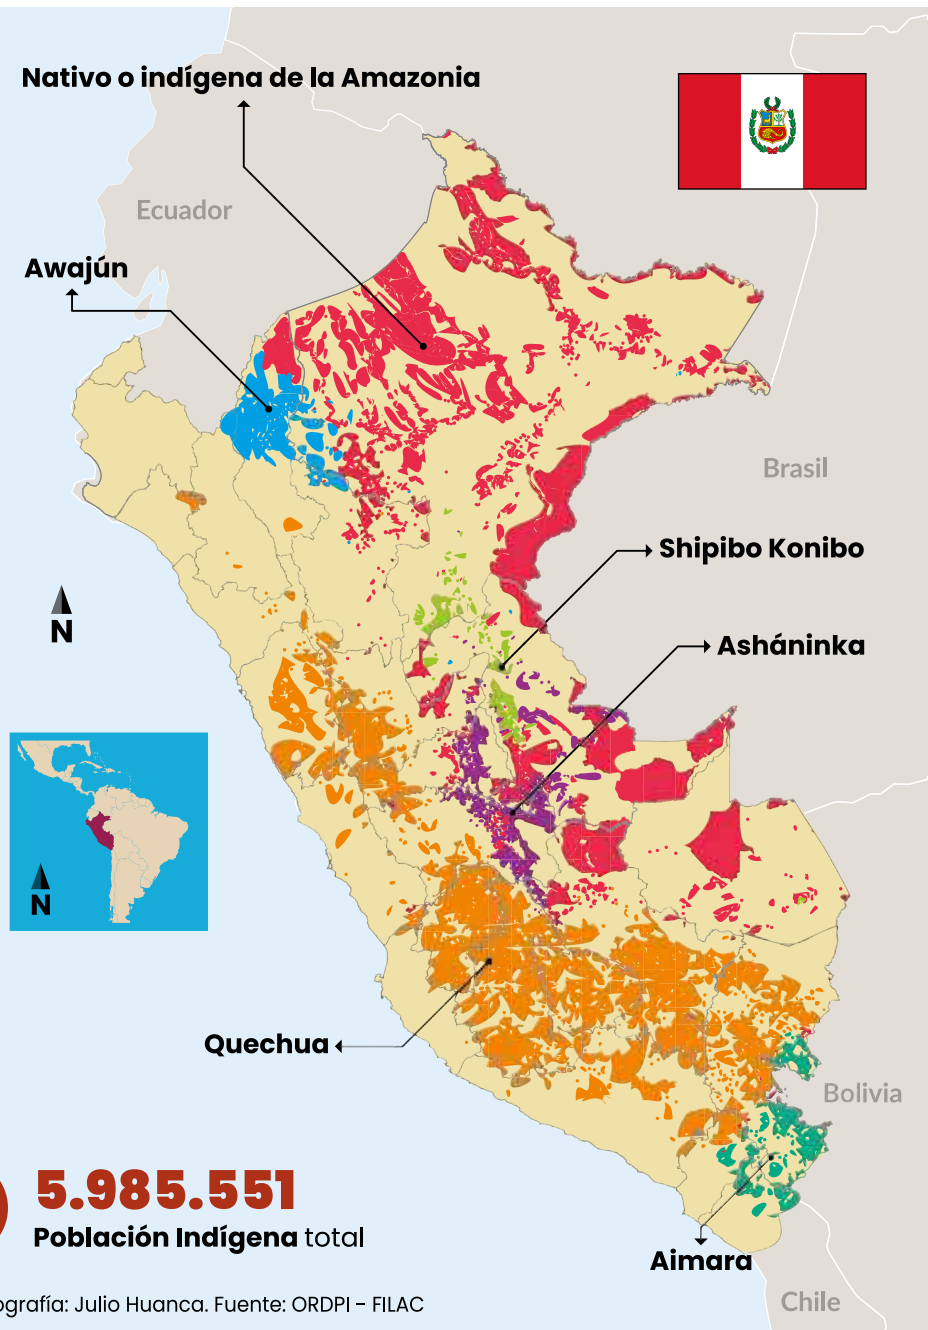 Nativo o indígena de la Amazonia
Ecuador
Awajún
Brasil
Shipibo Konibo
N
Asháninka
N
Quechua
Bolivia
5.985.551
Población Indígena total
Aimara
ografía: Julio Huanca. Fuente: ORDPI – FILAC
Chile